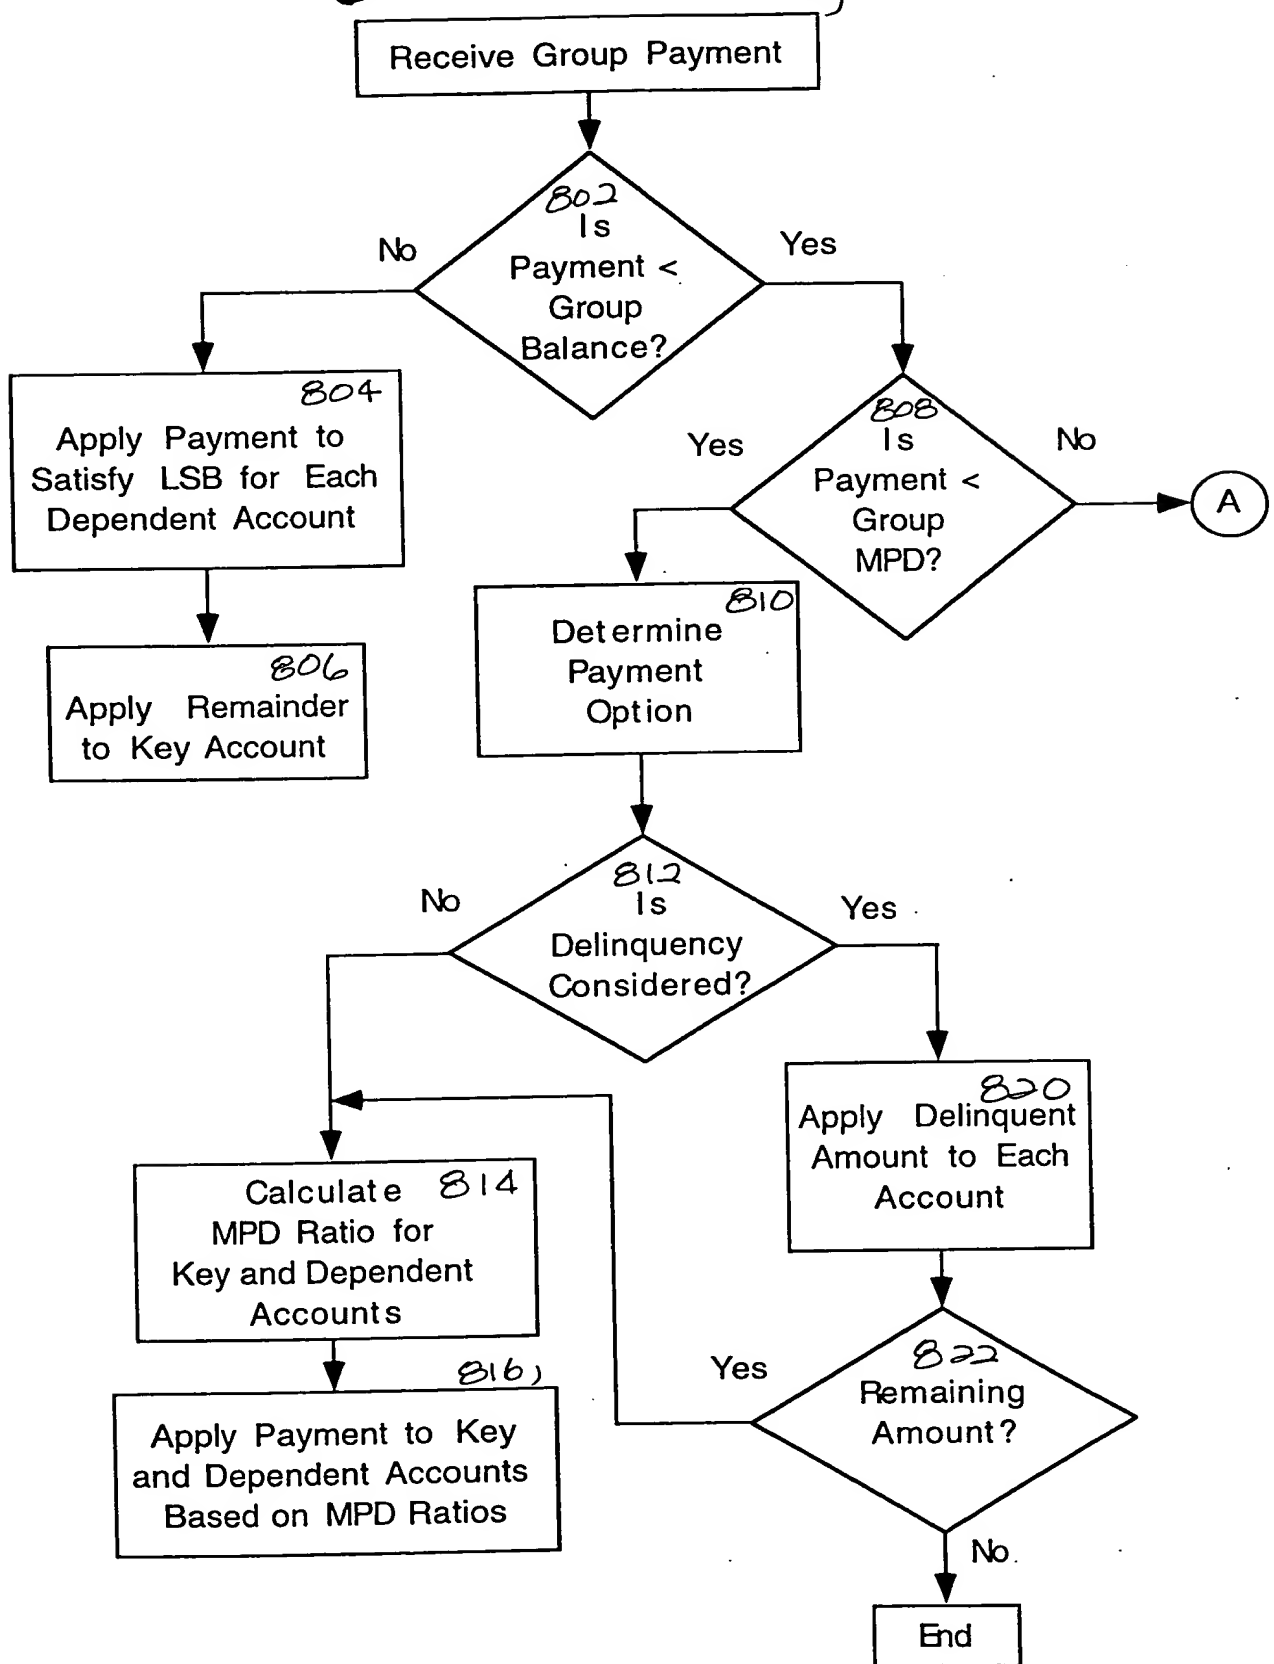 Receive Group Payment
802
Is
Payment <
Group
Balance?
No
Yes
804
Apply Payment to
Satisfy LSB for Each
Dependent Account
806
Apply Remainder
to Key Account
808
Is
Payment <
Group
MPD?
Yes
No
A
810
Determine
Payment
Option
812
Is
Delinquency
Considered?
No
Yes
820
Apply Delinquent
Amount to Each
Account
814
Calculate
MPD Ratio for
Key and Dependent
Accounts
816
Apply Payment to Key
and Dependent Accounts
Based on MPD Ratios
822
Remaining
Amount?
Yes
No
End